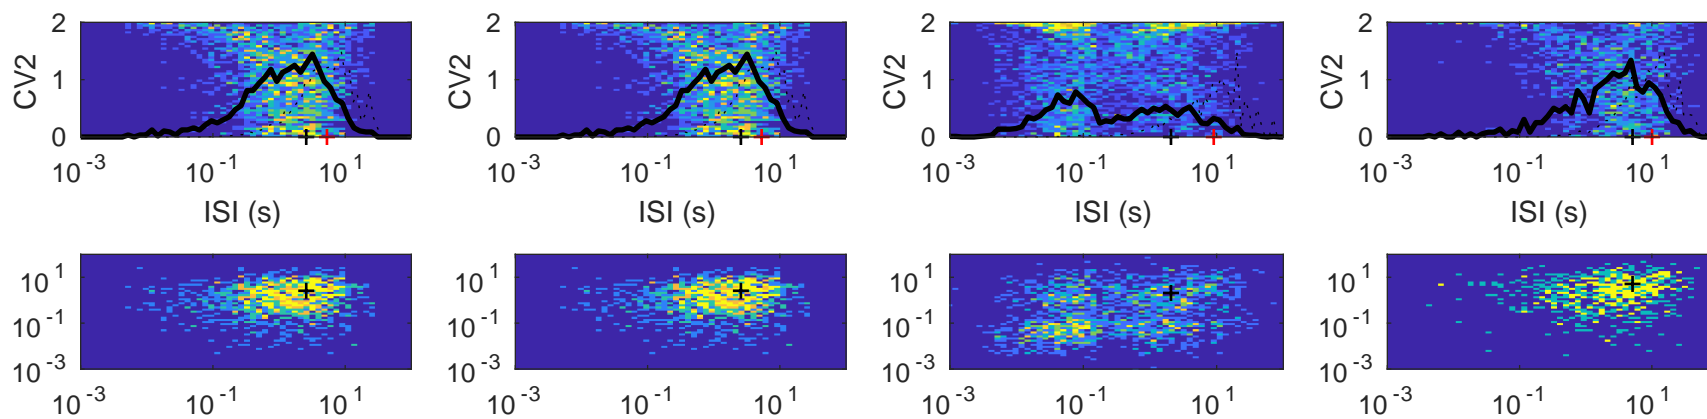 2 2 2 2
CV2 CV2 CV2 CV2
1 1 1 1
0 0 0 0
10^-3 10^-1 10^1 10^-3 10^-1 10^1 10^-3 10^-1 10^1 10^-3 10^-1 10^1
ISI (s) ISI (s) ISI (s) ISI (s)
10^1 10^1 10^1 10^1
10^-1 10^-1 10^-1 10^-1
10^-3 10^-3 10^-3 10^-3
10^-3 10^-1 10^1 10^-3 10^-1 10^1 10^-3 10^-1 10^1 10^-3 10^-1 10^1